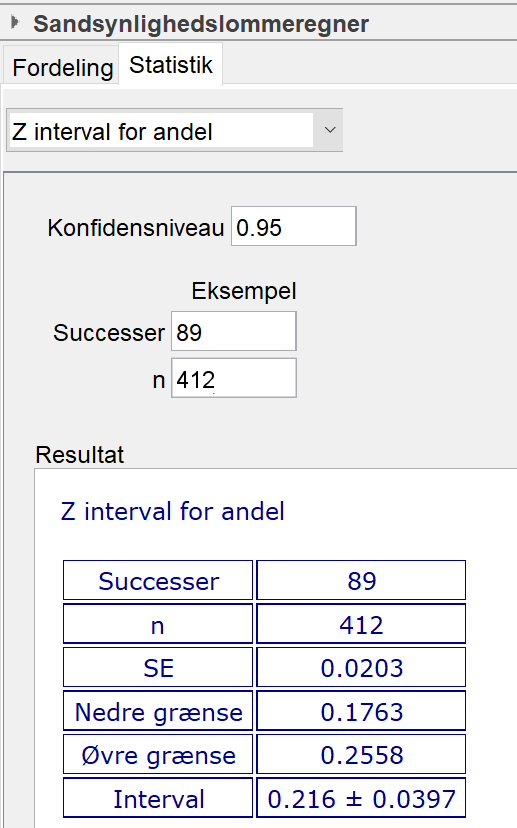 Sandsynlighedslommeregner
Fordeling Statistik
Z interval for andel
Konfidensniveau 0.95
Eksempel
Successer 89
n 412
Resultat
Z interval for andel
Successer 89
n 412
SE 0.0203
Nedre grænse 0.1763
Øvre grænse 0.2558
Interval 0.216 ± 0.0397